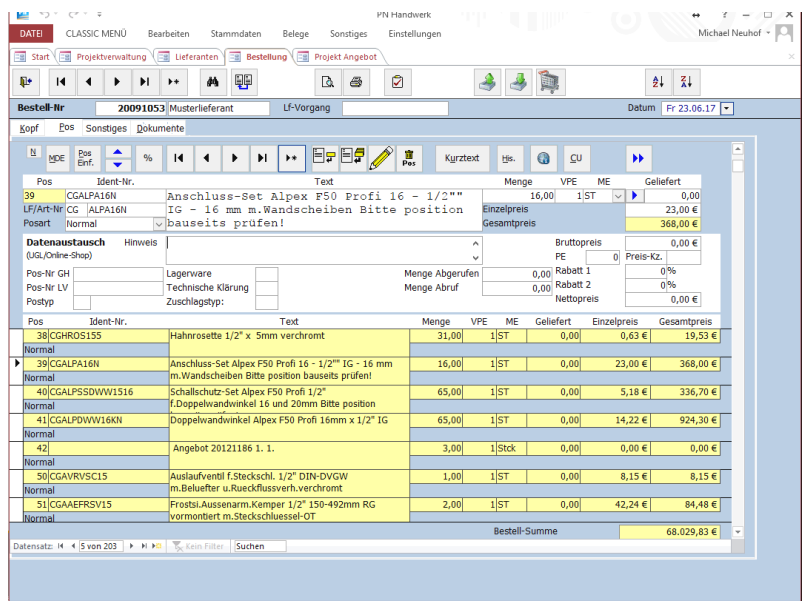 PN Handwerk
DATEI CLASSIC MENÜ Bearbeiten Stammdaten Belege Sonstiges Einstellungen Michael Neuhof
Start Projektverwaltung Lieferanten Bestellung Projekt Angebot
Bestell-Nr 20091053 Musterlieferant Lf-Vorgang Datum Fr 23.06.17
Kopf Pos Sonstiges Dokumente
N MDE Pos Einf. % Pos Kurztext His. CU
Pos Ident-Nr. Text Menge VPE ME Geliefert
39 CGALPA16N Anschluss-Set Alpex F50 Profi 16 - 1/2"" 16,00 1 ST 0,00
LF/Art-Nr CG ALPA16N IG - 16 mm m.Wandscheiben Bitte position Einzelpreis 23,00 €
Posart Normal bauseits prüfen! Gesamtpreis 368,00 €
Datenaustausch Hinweis Bruttopreis 0,00 €
(UGL/Online-Shop) PE 0 Preis-Kz.
Pos-Nr GH Lagerware Menge Abgerufen 0,00 Rabatt 1 0 %
Pos-Nr LV Technische Klärung Menge Abruf 0,00 Rabatt 2 0 %
Postyp Zuschlagstyp: Nettopreis 0,00 €
Pos Ident-Nr. Text Menge VPE ME Geliefert Einzelpreis Gesamtpreis
38 CGHROS155 Hahnrosette 1/2" x 5mm verchromt 31,00 1 ST 0,00 0,63 € 19,53 €
Normal
39 CGALPA16N Anschluss-Set Alpex F50 Profi 16 - 1/2"" IG - 16 mm 16,00 1 ST 0,00 23,00 € 368,00 €
Normal m.Wandscheiben Bitte position bauseits prüfen!
40 CGALPSSDWW1516 Schallschutz-Set Alpex F50 Profi 1/2" 65,00 1 ST 0,00 5,18 € 336,70 €
Normal f.Doppelwandwinkel 16 und 20mm Bitte position
41 CGALPDWW16KN Doppelwandwinkel Alpex F50 Profi 16mm x 1/2" IG 65,00 1 ST 0,00 14,22 € 924,30 €
Normal
42 Angebot 20121186 1. 1. 3,00 1 Stck 0,00 0,00 € 0,00 €
Normal
50 CGAVRVSC15 Auslaufventil f.Steckschl. 1/2" DIN-DVGW 1,00 1 ST 0,00 8,15 € 8,15 €
Normal m.Beluefter u.Rueckflussverh.verchromt
51 CGAAEFRSV15 Frostsi.Aussenarm.Kemper 1/2" 150-492mm RG 2,00 1 ST 0,00 42,24 € 84,48 €
Normal vormontiert m.Steckschluessel-OT
Bestell-Summe 68.029,83 €
Datensatz: 5 von 203 Kein Filter Suchen